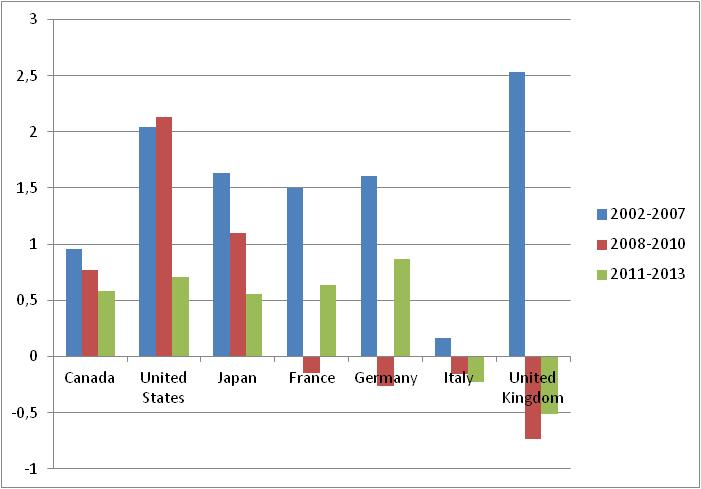 3
2,5
2
1,5
1
0,5
0
-0,5
-1
Canada
United
States
Japan
France
Germany
Italy
United
Kingdom
2002-2007
2008-2010
2011-2013